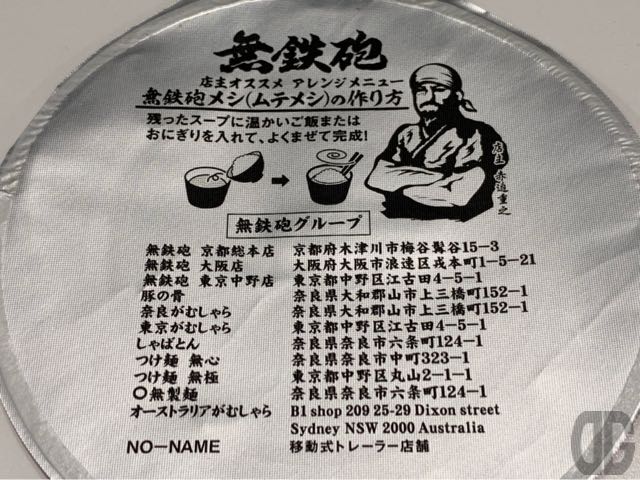 無鉄砲
店主オススメ アレンジメニュー
無鉄砲メシ(ムテメシ)の作り方
残ったスープに温かいご飯または
おにぎりを入れて、よくまぜて完成!
店主 赤迫重之
無鉄砲グループ
無鉄砲 京都総本店 京都府木津川市梅谷髯谷15-3
無鉄砲 大阪店 大阪府大阪市浪速区戎本町1-5-21
無鉄砲 東京中野店 東京都中野区江古田4-5-1
豚の骨 奈良県大和郡山市上三橋町152-1
奈良がむしゃら 奈良県大和郡山市上三橋町152-1
東京がむしゃら 東京都中野区江古田4-5-1
しゃばとん 奈良県奈良市六条町124-1
つけ麺 無心 奈良県奈良市中町323-1
つけ麺 無極 東京都中野区丸山2-1-1
〇無製麺 奈良県奈良市六条町124-1
オーストラリアがむしゃら B1 shop 209 25-29 Dixon street
Sydney NSW 2000 Australia
NO-NAME 移動式トレーラー店舗